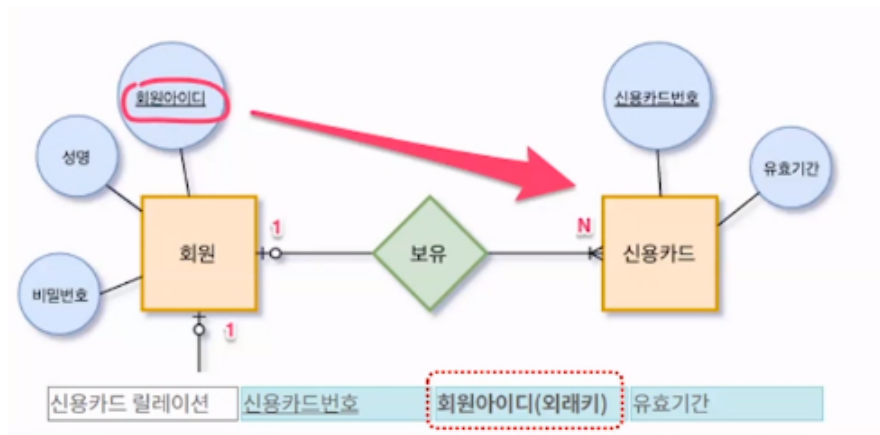 회원아이디
신용카드번호
성명
유효기간
1
N
회원
보유
신용카드
비밀번호
1
신용카드 릴레이션 신용카드번호 회원아이디(외래키) 유효기간